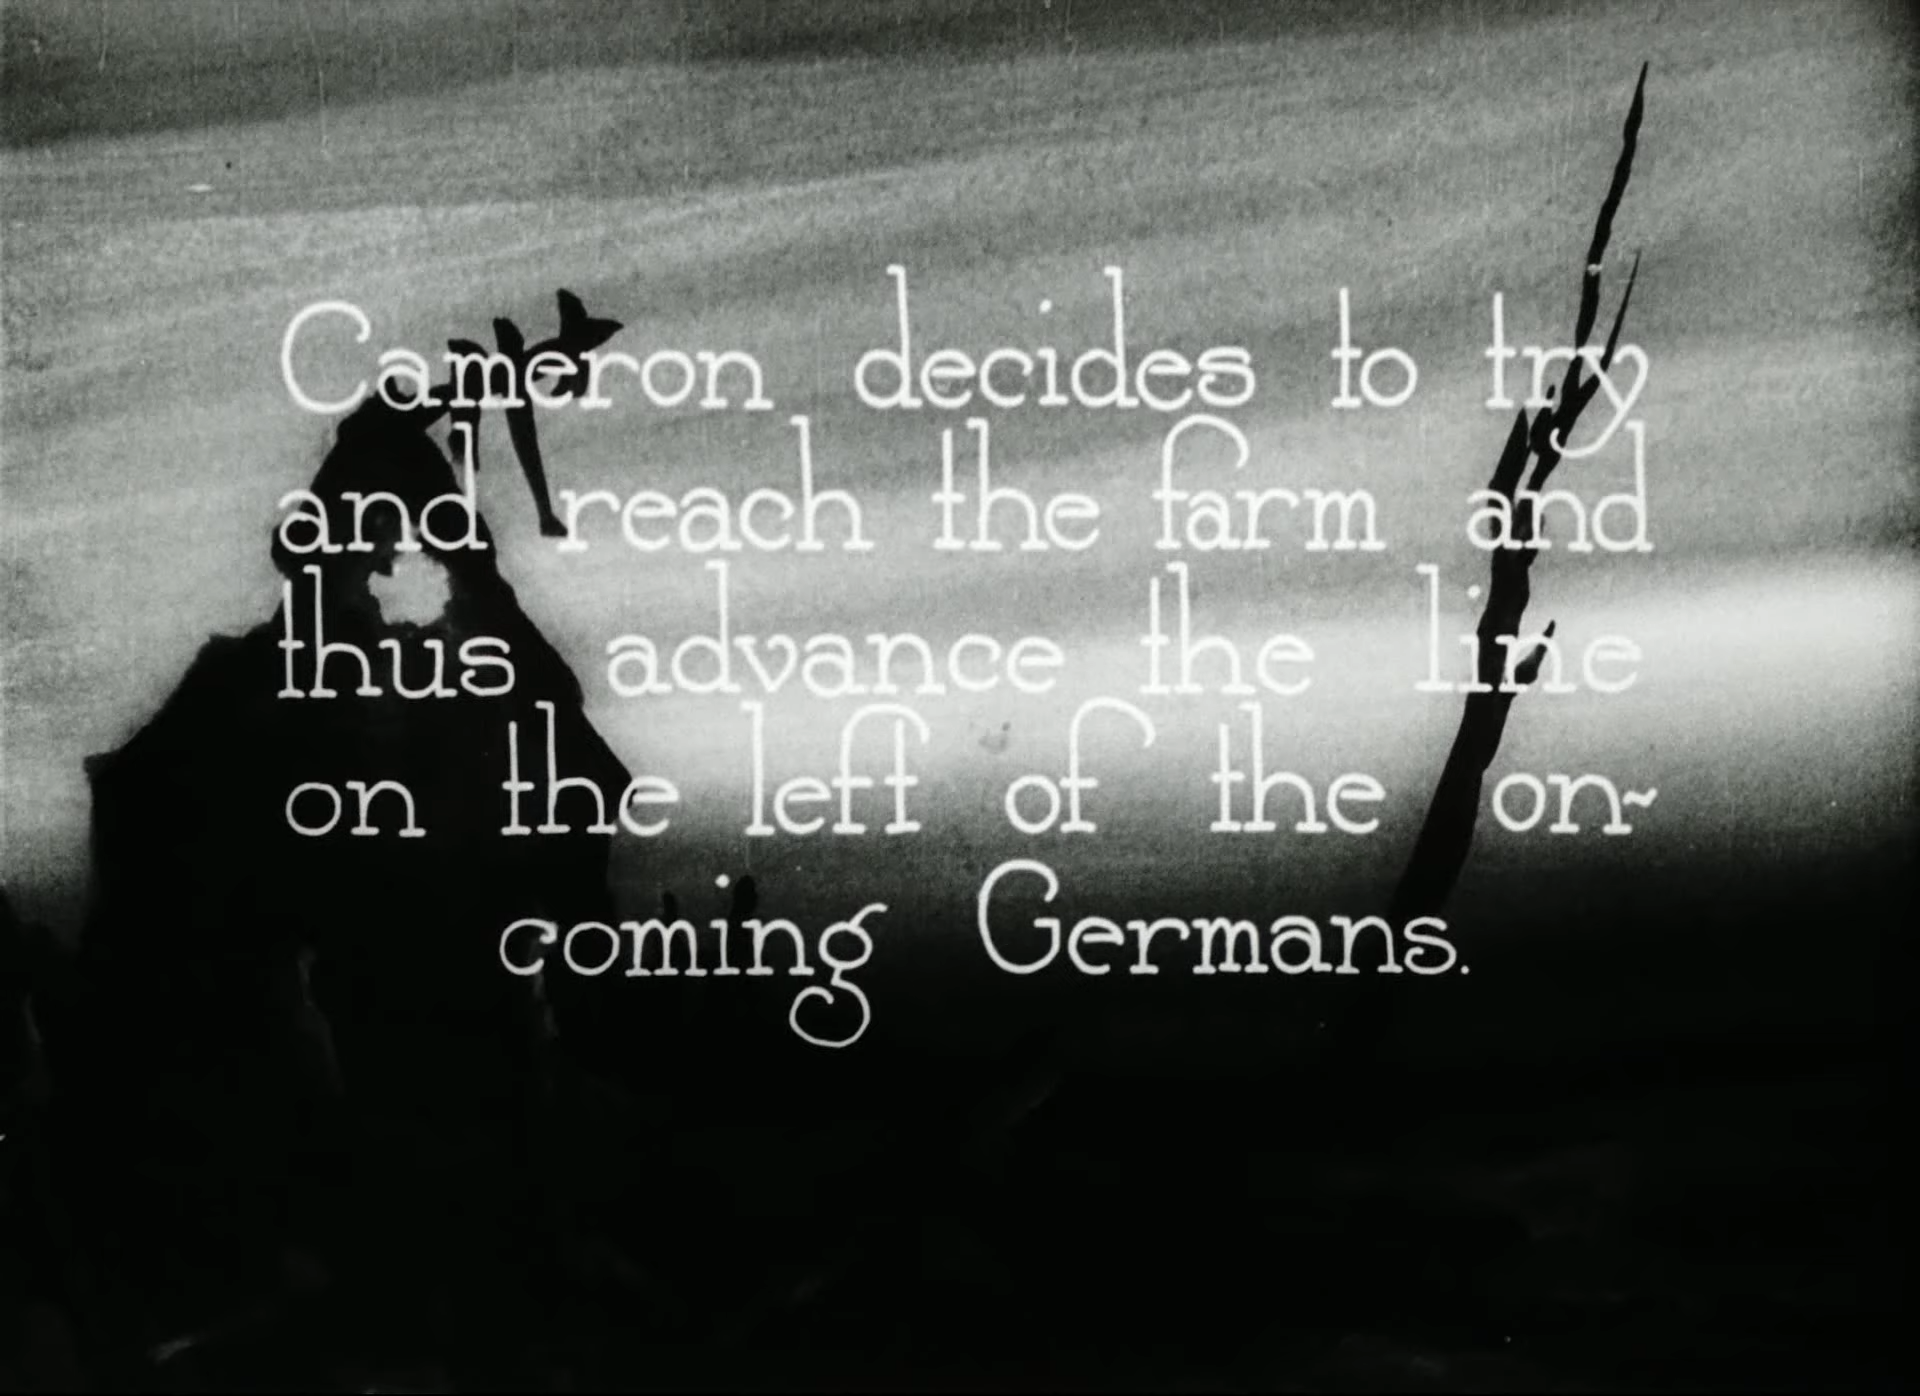 Cameron decides to try
and reach the farm and
thus advance the line
on the left of the on~
coming Germans.